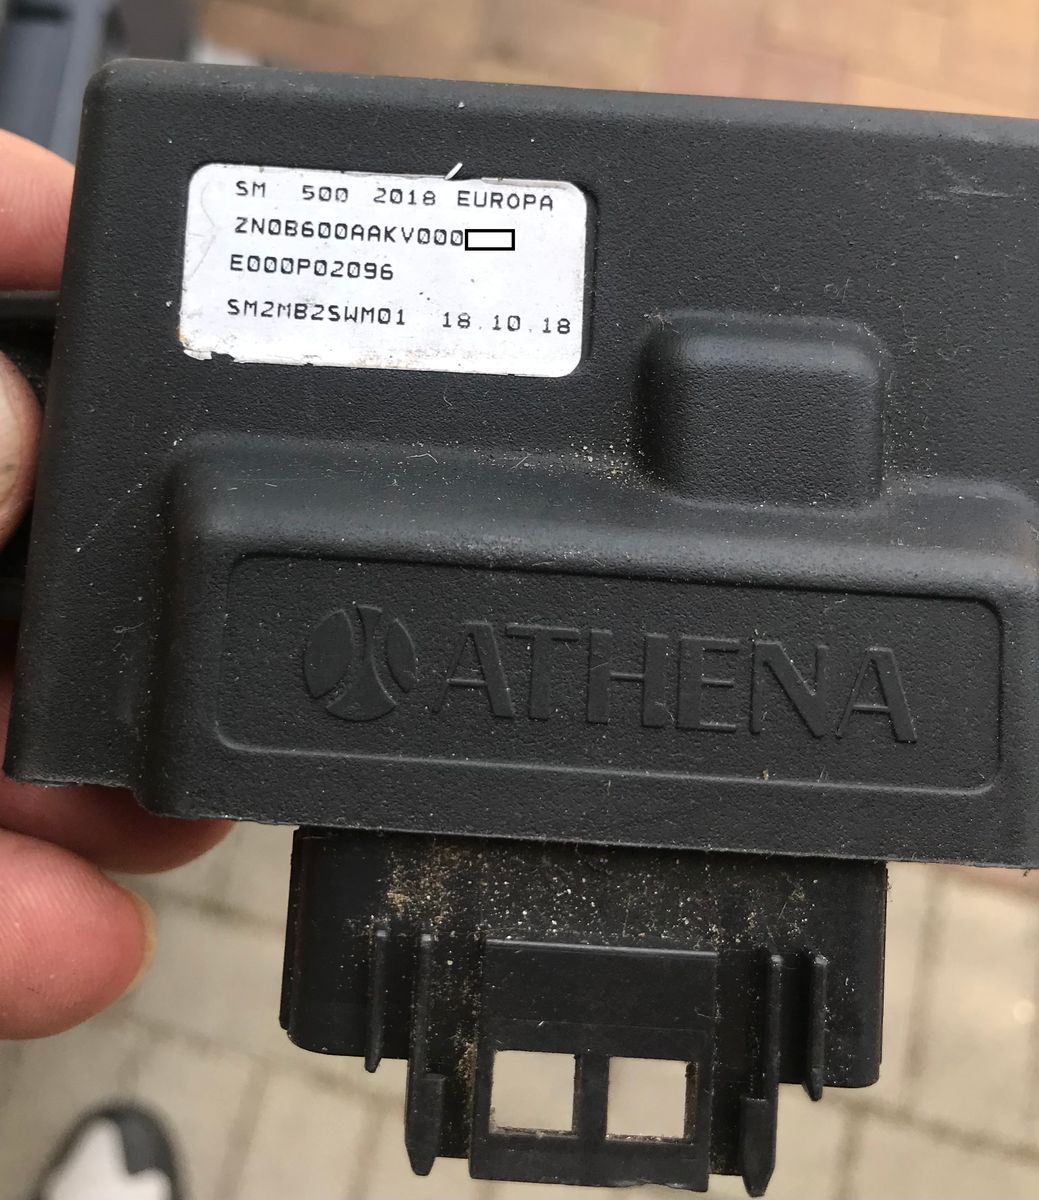 SM 500 2018 EUROPA
ZN0B600AAKV000
E000P02096
SM2MB2SWM01 18.10.18
ATHENA